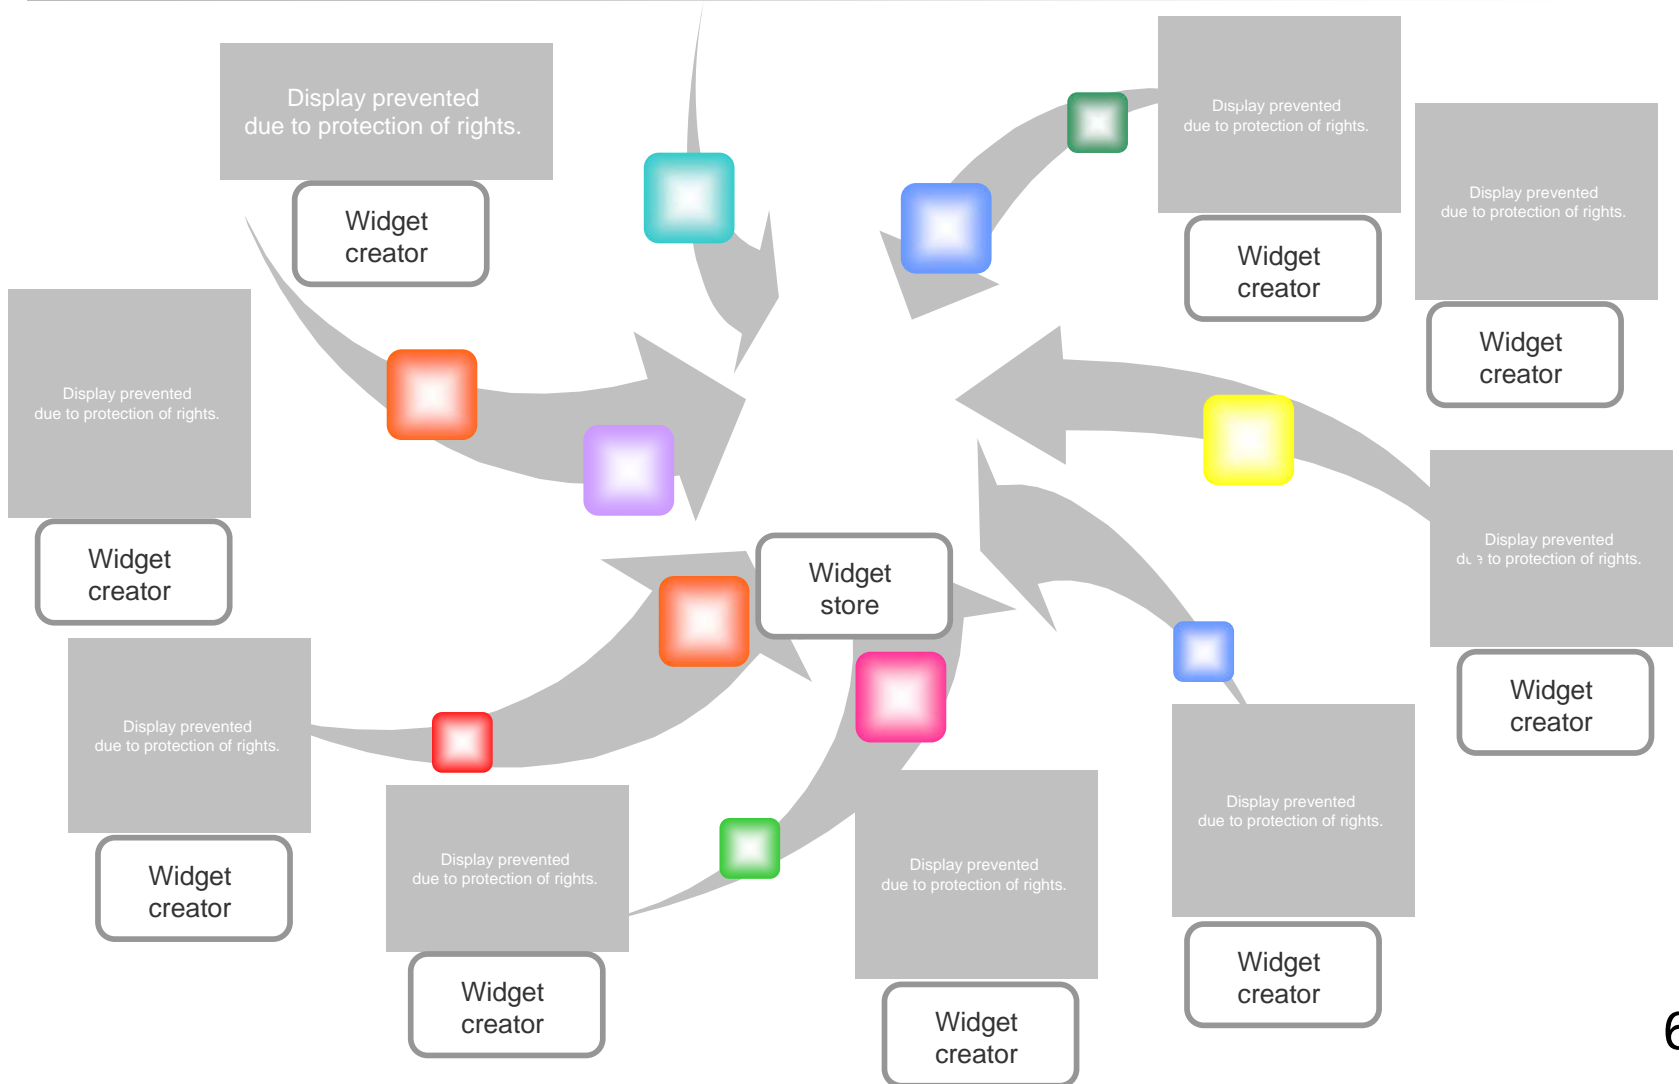 Display prevented
due to protection of rights.
Widget
creator
Display prevented
due to protection of rights.
Widget
creator
Display prevented
due to protection of rights.
Widget
creator
Display prevented
due to protection of rights.
Widget
creator
Widget
store
Display prevented
due to protection of rights.
Widget
creator
Display prevented
due to protection of rights.
Widget
creator
Display prevented
due to protection of rights.
Widget
creator
Display prevented
due to protection of rights.
Widget
creator
Display prevented
due to protection of rights.
Widget
creator
6